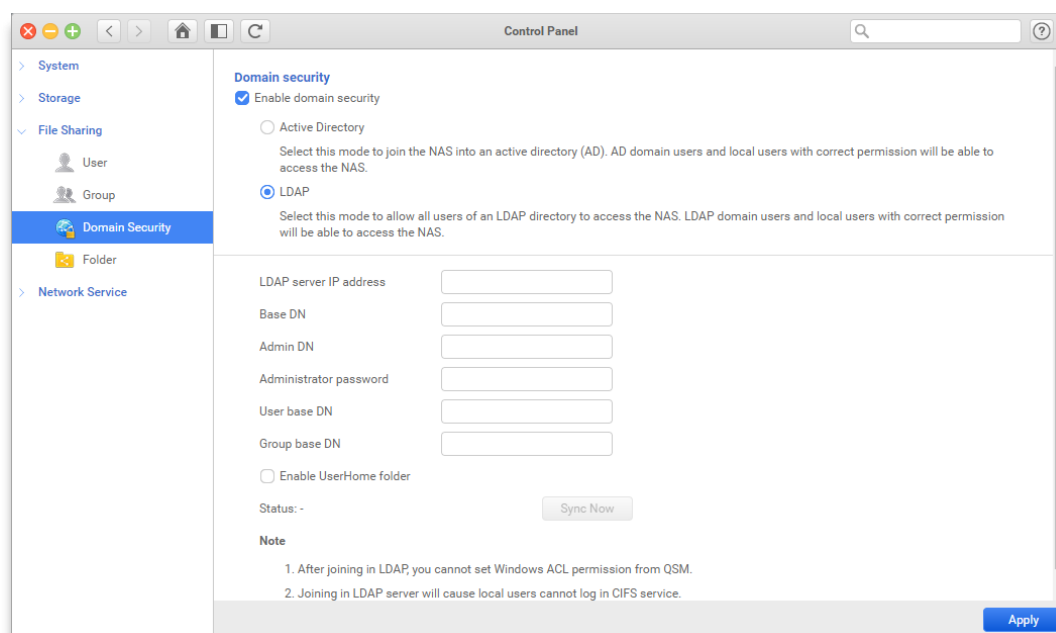 Control Panel
System
Storage
File Sharing
User
Group
Domain Security
Folder
Network Service
Domain security
Enable domain security
Active Directory
Select this mode to join the NAS into an active directory (AD). AD domain users and local users with correct permission will be able to
access the NAS.
LDAP
Select this mode to allow all users of an LDAP directory to access the NAS. LDAP domain users and local users with correct permission
will be able to access the NAS.
LDAP server IP address
Base DN
Admin DN
Administrator password
User base DN
Group base DN
Enable UserHome folder
Status: - Sync Now
Note
1. After joining in LDAP, you cannot set Windows ACL permission from QSM.
2. Joining in LDAP server will cause local users cannot log in CIFS service.
Apply